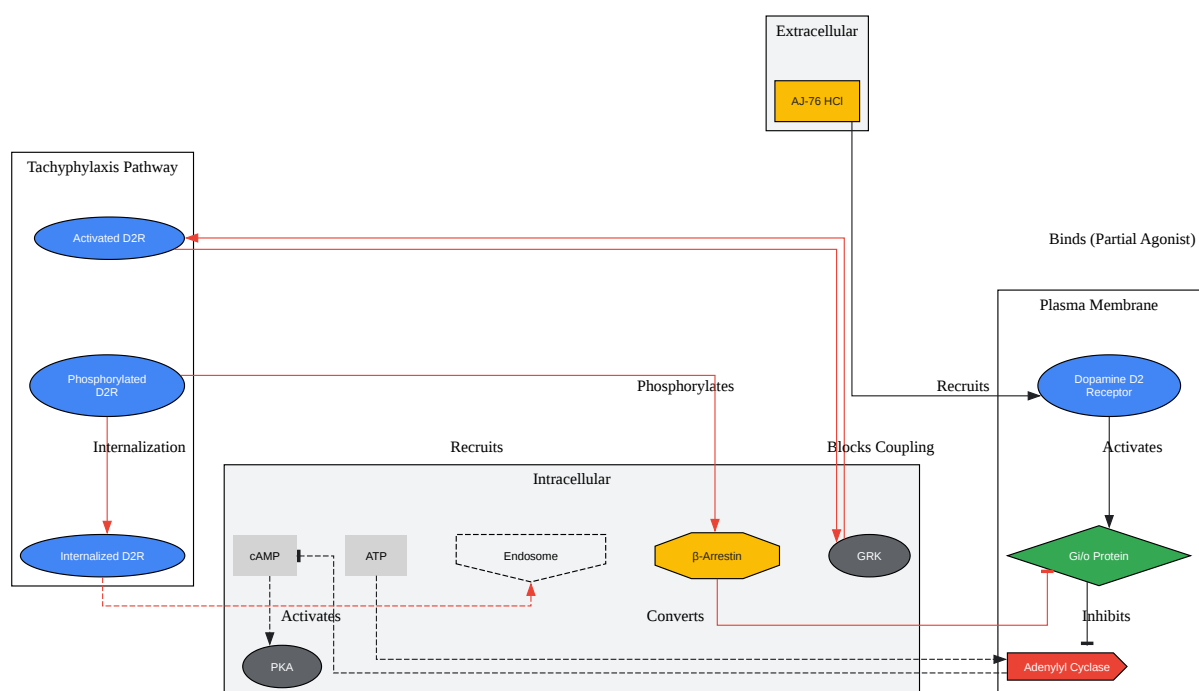 Extracellular
AJ-76 HCl
Tachyphylaxis Pathway
Activated D2R
Binds (Partial Agonist)
Plasma Membrane
Phosphorylated
D2R
Phosphorylates
Recruits
Dopamine D2
Receptor
Internalization
Recruits
Blocks Coupling
Activates
Intracellular
Internalized D2R
cAMP
ATP
Endosome
β-Arrestin
GRK
Gi/o Protein
Activates
Converts
Inhibits
PKA
Adenylyl Cyclase